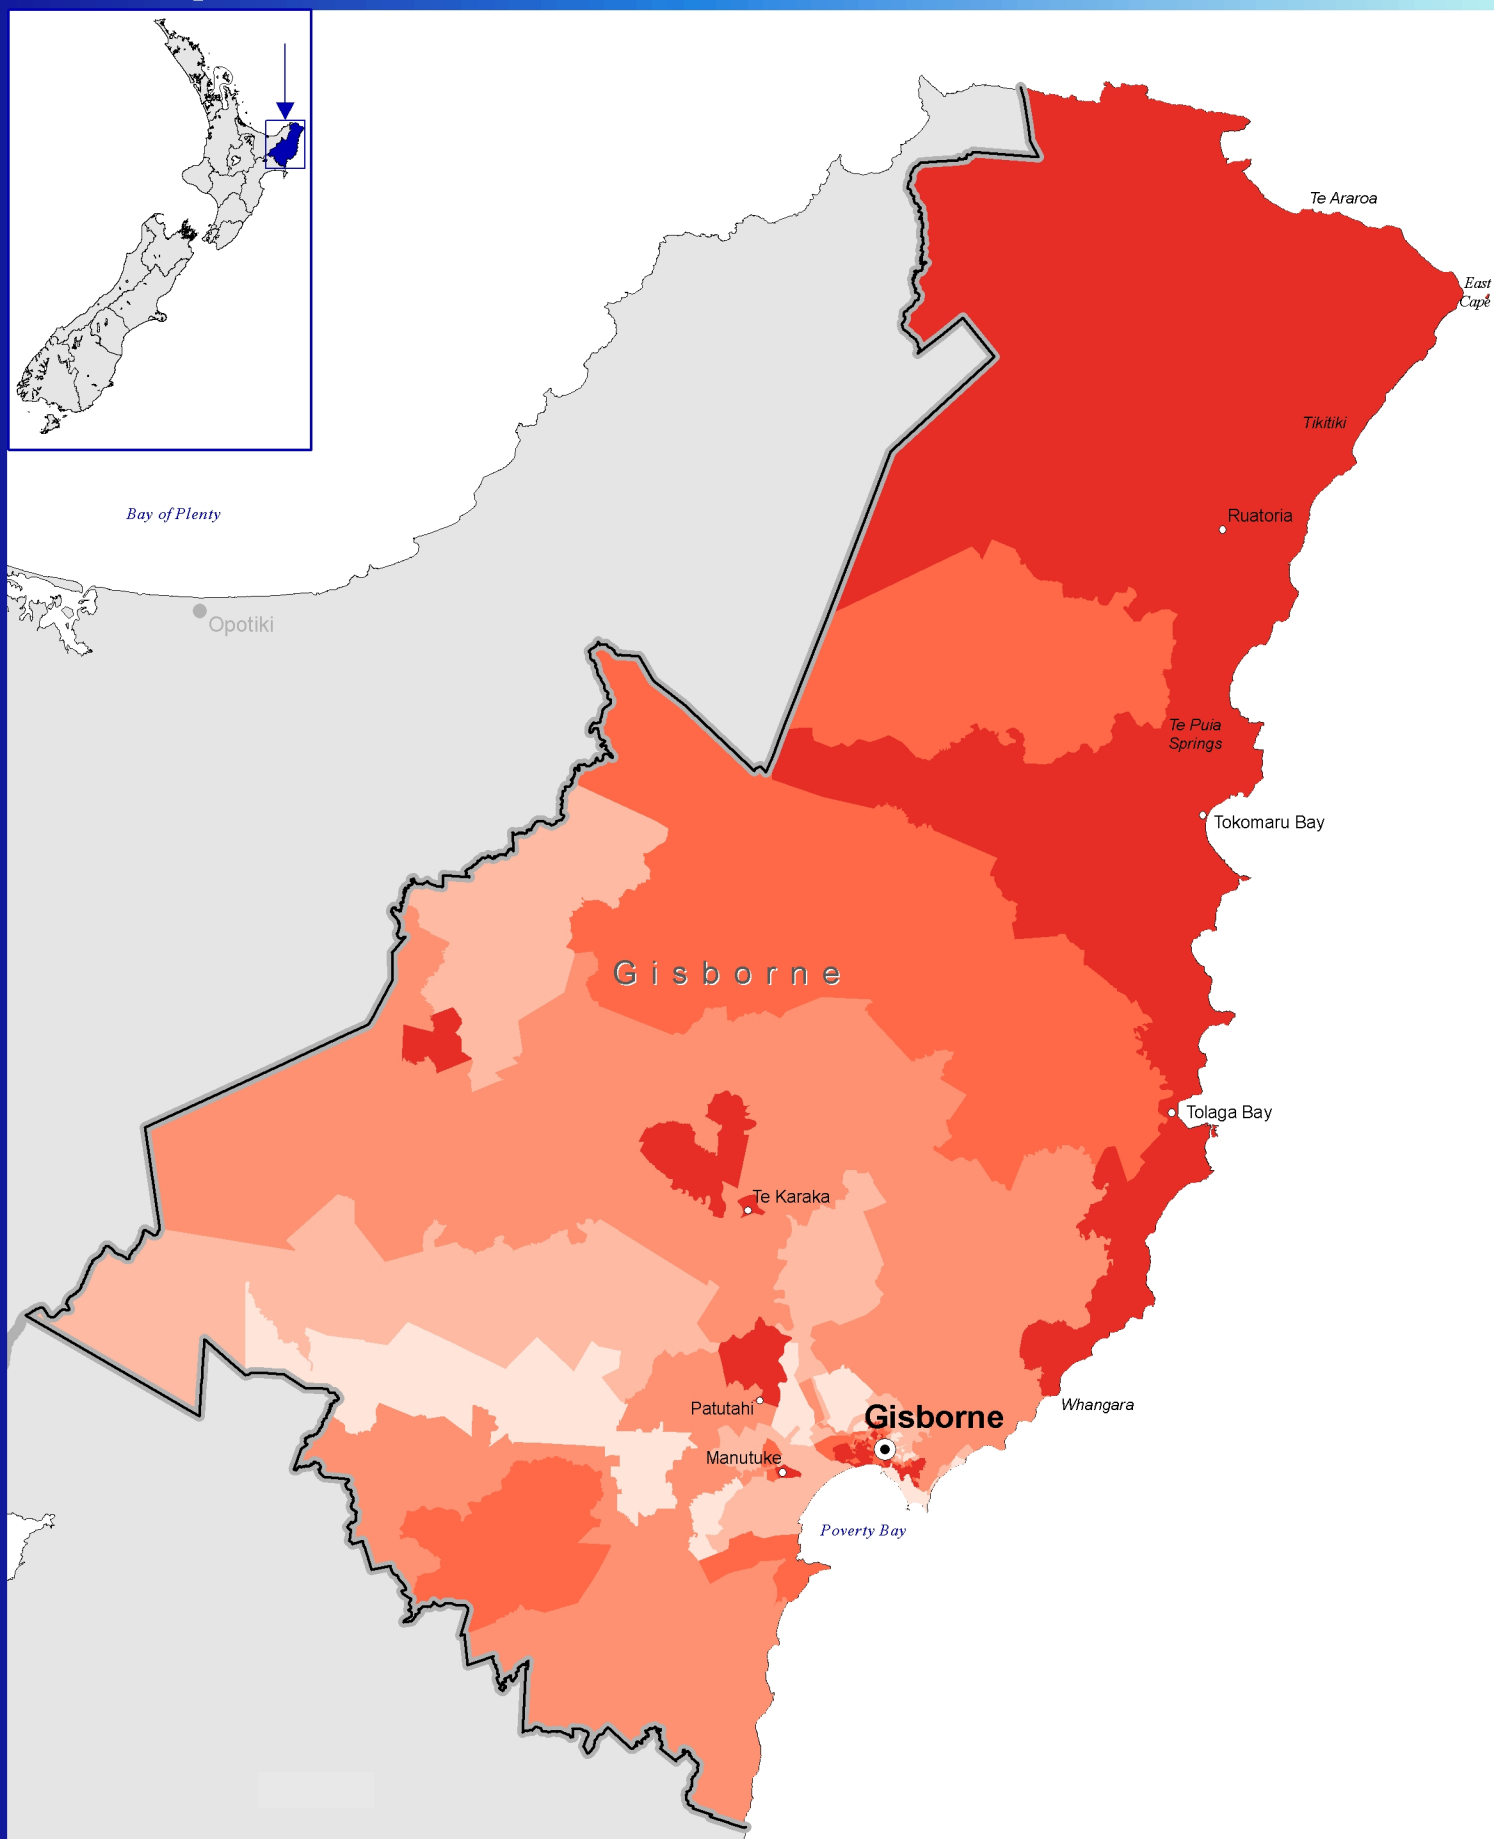 Te Araroa
East
Cape
Tikitiki
Bay of Plenty
Ruatoria
Opotiki
Te Puia
Springs
Tokomaru Bay
Gisborne
Tolaga Bay
Te Karaka
Patutahi
Whangara
Gisborne
Manutuke
Poverty Bay